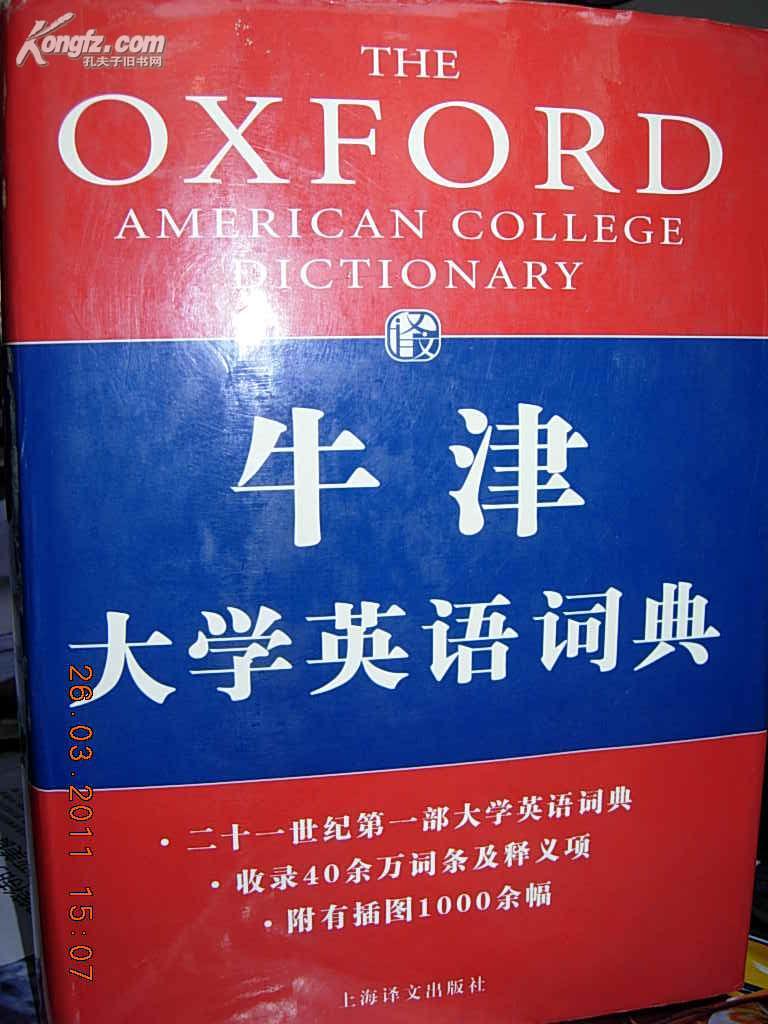 Kongfz.com
孔夫子旧书网
THE
OXFORD
AMERICAN COLLEGE
DICTIONARY
译文
牛津
大学英语词典
· 二十一世纪第一部大学英语词典
· 收录40余万词条及释义项
· 附有插图1000余幅
上海译文出版社
26.03.2011 15:07